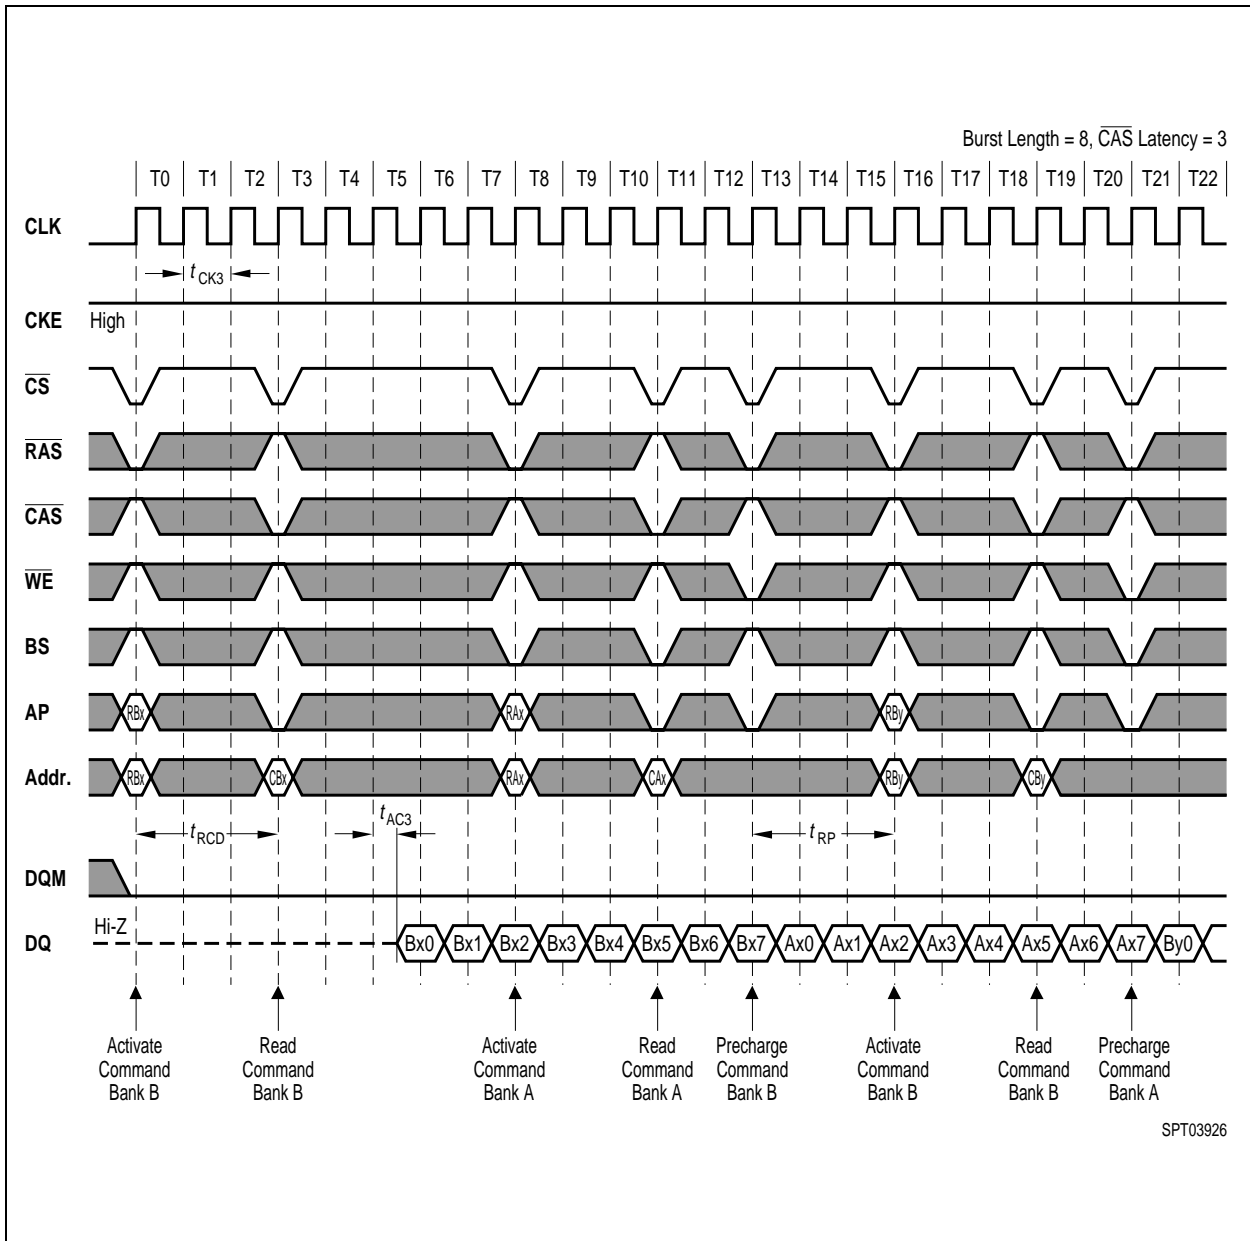 Burst Length = 8, CAS Latency = 3
T0 T1 T2 T3 T4 T5 T6 T7 T8 T9 T10 T11 T12 T13 T14 T15 T16 T17 T18 T19 T20 T21 T22
CLK
t CK3
CKE High
CS
RAS
CAS
WE
BS
AP RBx RAx RBy
Addr. RBx CBx RAx CAx RBy CBy
t RCD t AC3 t RP
DQM
Hi-Z
DQ Bx0 Bx1 Bx2 Bx3 Bx4 Bx5 Bx6 Bx7 Ax0 Ax1 Ax2 Ax3 Ax4 Ax5 Ax6 Ax7 By0
Activate Read Activate Read Precharge Activate Read Precharge
Command Command Command Command Command Command Command Command
Bank B Bank B Bank A Bank A Bank B Bank B Bank B Bank A
SPT03926